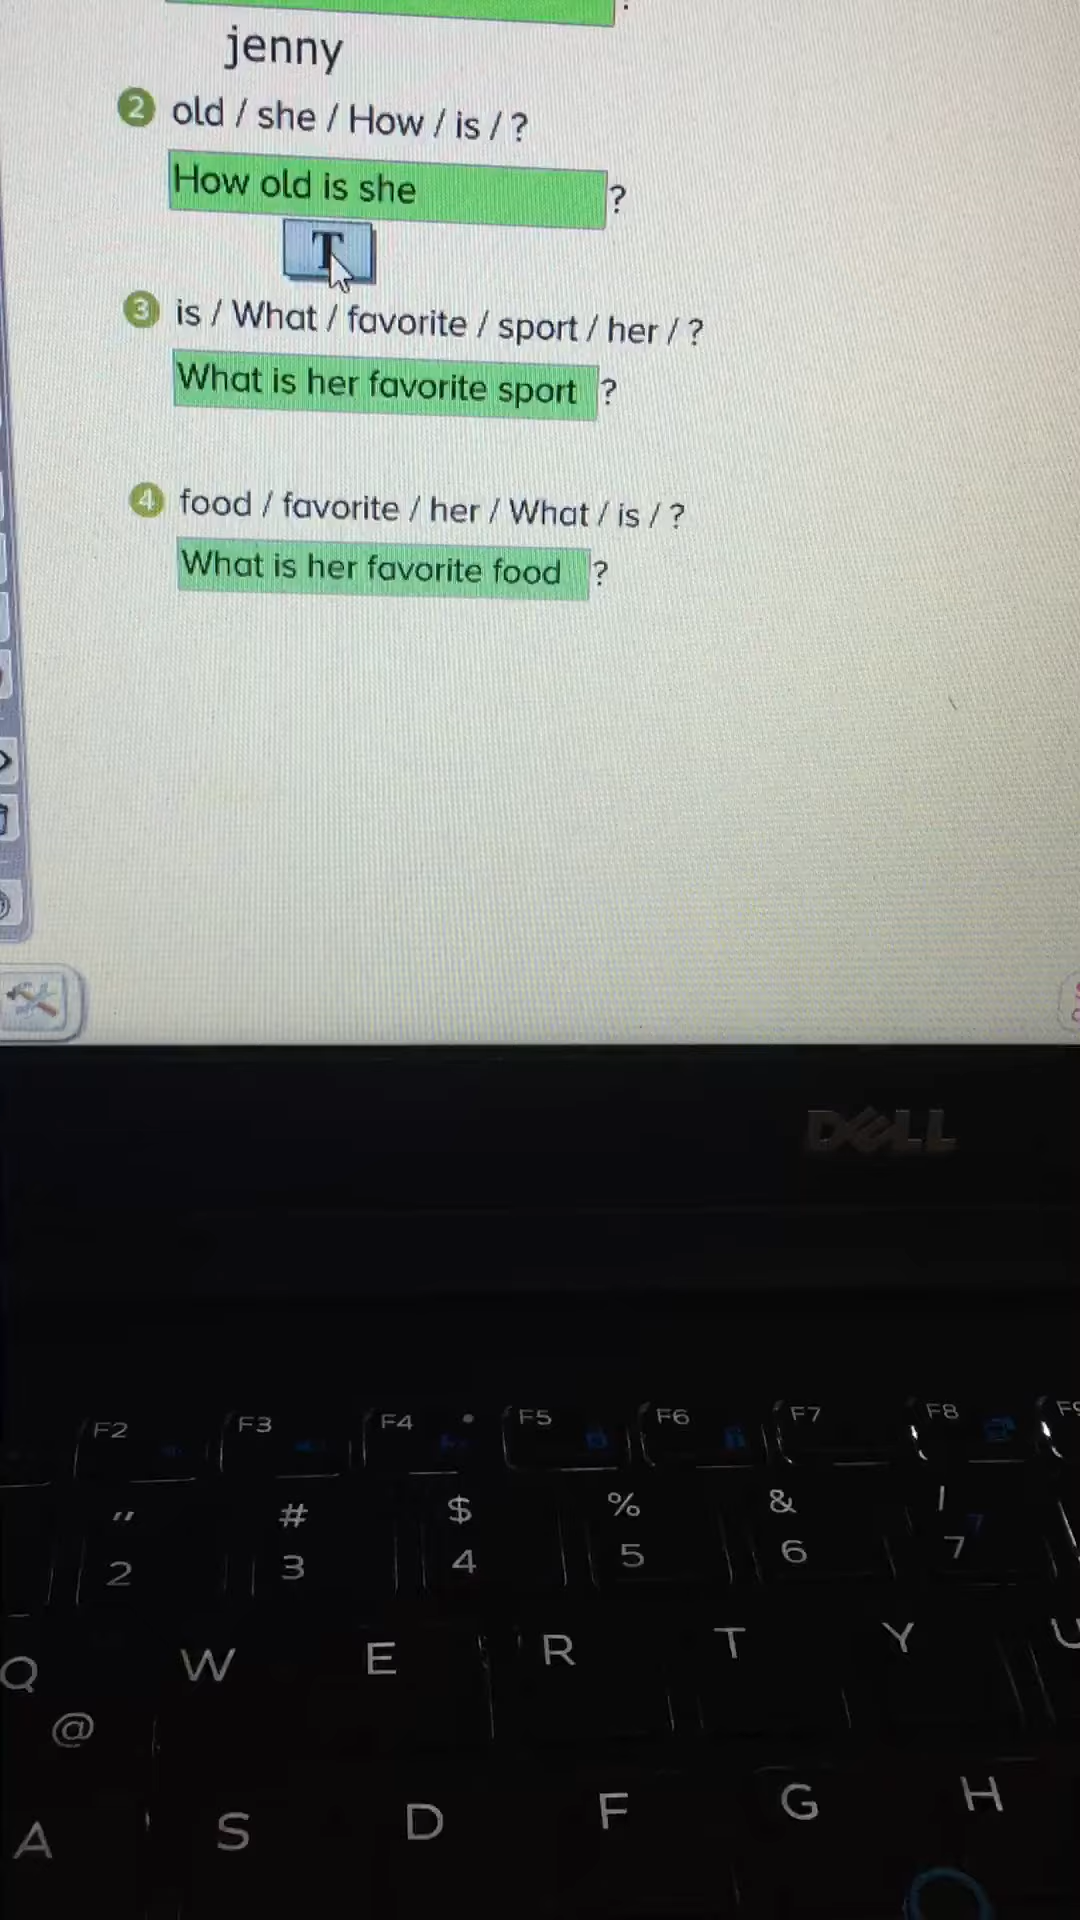 jenny
2 old / she / How / is / ?
How old is she ?
T
3 is / What / favorite / sport / her / ?
What is her favorite sport ?
4 food / favorite / her / What / is / ?
What is her favorite food ?
DELL
F2 F3 F4 F5 F6 F7 F8 F9
" # $ % & /
2 3 4 5 6 7
Q W E R T Y U
@
A S D F G H